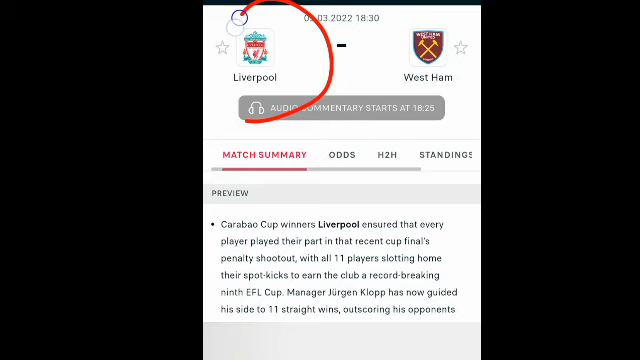 .03.2022 18:30
Liverpool
-
West Ham
WEST HAM
UNITED
AUDIO COMMENTARY STARTS AT 18:25
MATCH SUMMARY ODDS H2H STANDINGS
PREVIEW
• Carabao Cup winners Liverpool ensured that every
player played their part in that recent cup final's
penalty shootout, with all 11 players slotting home
their spot-kicks to earn the club a record-breaking
ninth EFL Cup. Manager Jürgen Klopp has now guided
his side to 11 straight wins, outscoring his opponents